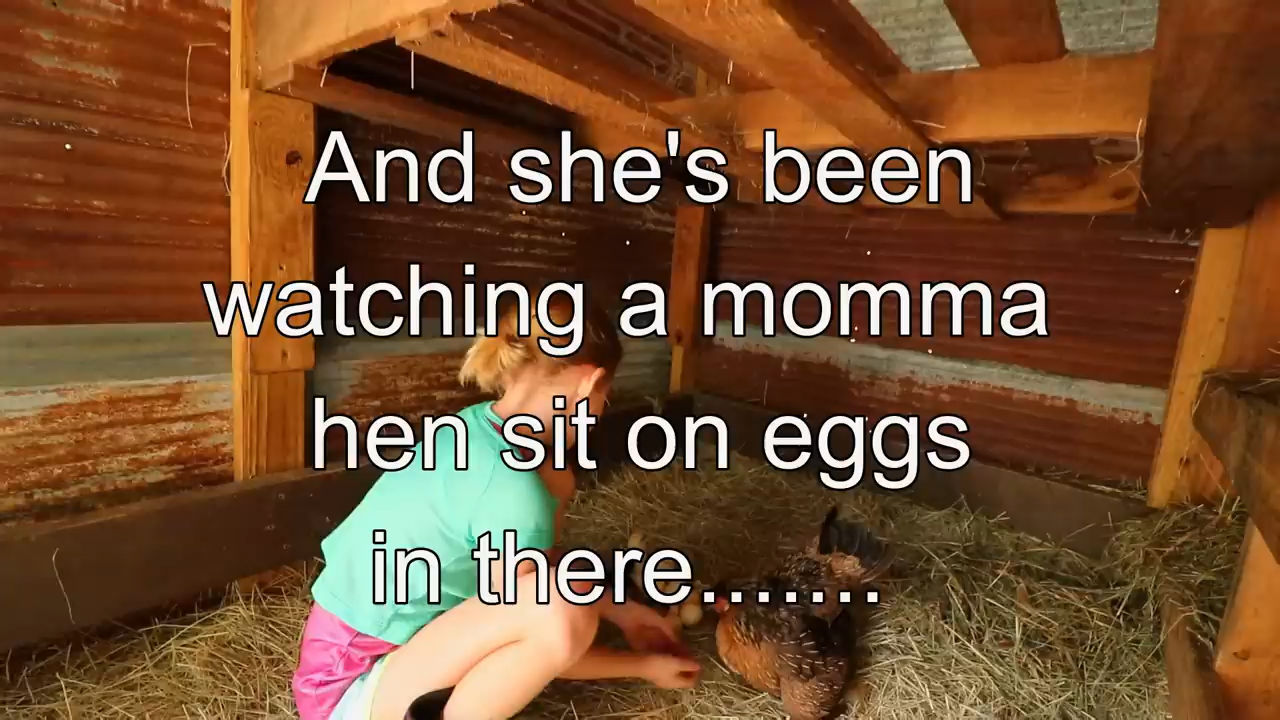 And she's been
watching a momma
hen sit on eggs
in there.......